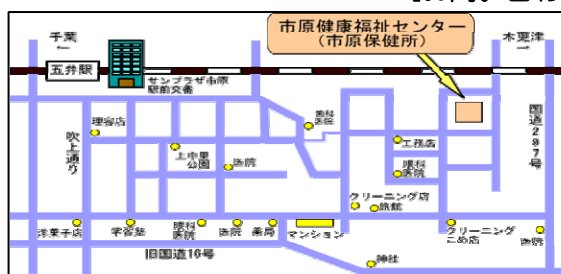 千葉
←
市原健康福祉センター
（市原保健所）
木更津
→
五井駅
サンプラザ市原
駅前交番
理容店
歯科
医院
国道297号
吹上通り
上中里
公園
医院
工務店
眼科
医院
クリーニング店
旅館
洋菓子店
学習塾
眼科
医院
医院
薬局
マンション
クリーニング
こめ店
医院
旧国道16号
神社